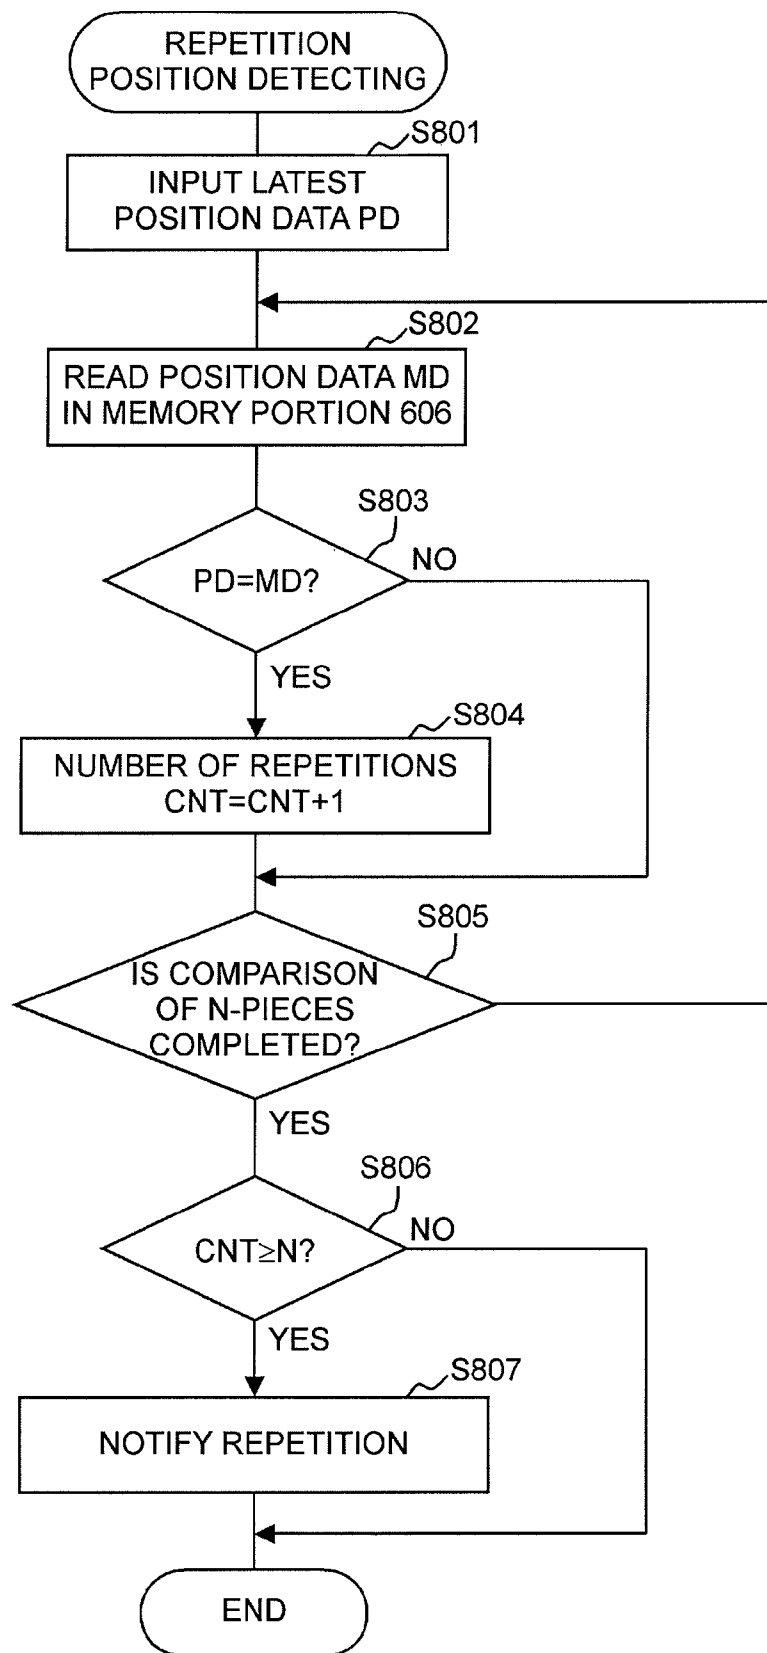 REPETITION
POSITION DETECTING
S801
INPUT LATEST
POSITION DATA PD
S802
READ POSITION DATA MD
IN MEMORY PORTION 606
S803
PD=MD?
NO
YES
S804
NUMBER OF REPETITIONS
CNT=CNT+1
S805
IS COMPARISON
OF N-PIECES
COMPLETED?
YES
S806
CNT≥N?
NO
YES
S807
NOTIFY REPETITION
END